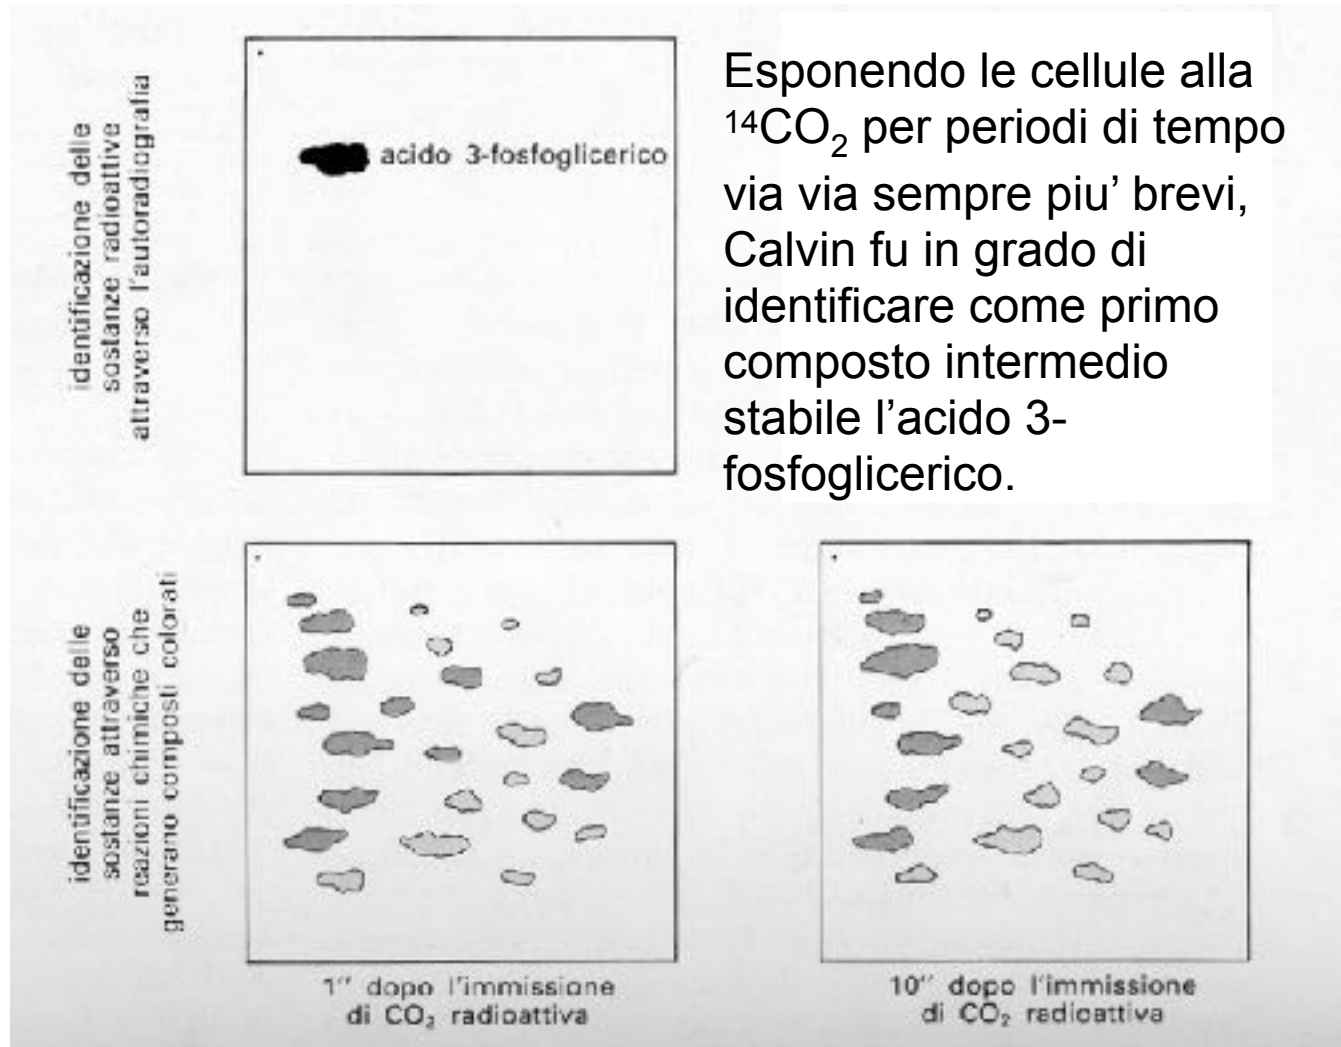 identificazione delle
sostanze radioattive
attraverso l'autoradiografia
acido 3-fosfoglicerico
Esponendo le cellule alla
¹⁴CO₂ per periodi di tempo
via via sempre piu' brevi,
Calvin fu in grado di
identificare come primo
composto intermedio
stabile l'acido 3-
fosfoglicerico.
identificazione delle
sostanze attraverso
reazioni chimiche che
generano composti colorati
1'' dopo l'immissione
di CO₂ radioattiva
10'' dopo l'immissione
di CO₂ radioattiva